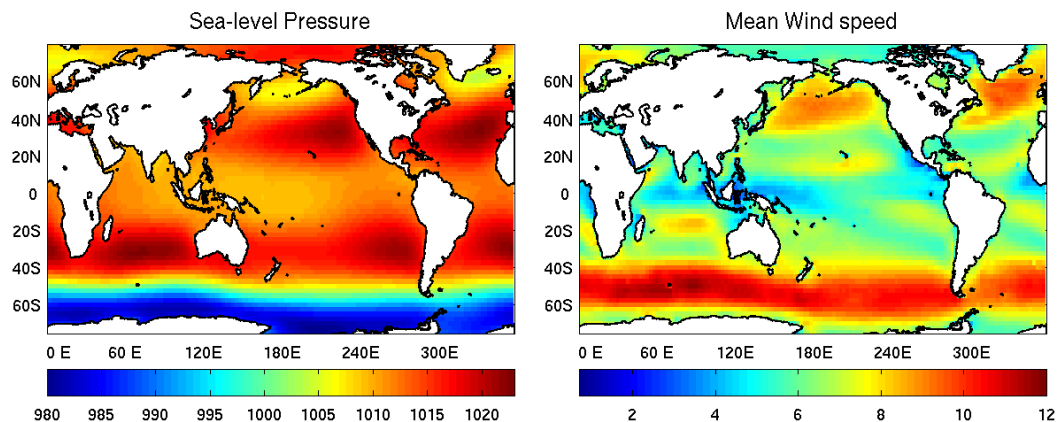 Sea-level Pressure
60N
40N
20N
0
20S
40S
60S
0 E 60 E 120E 180E 240E 300E
980 985 990 995 1000 1005 1010 1015 1020
Mean Wind speed
60N
40N
20N
0
20S
40S
60S
0 E 60 E 120E 180E 240E 300E
2 4 6 8 10 12